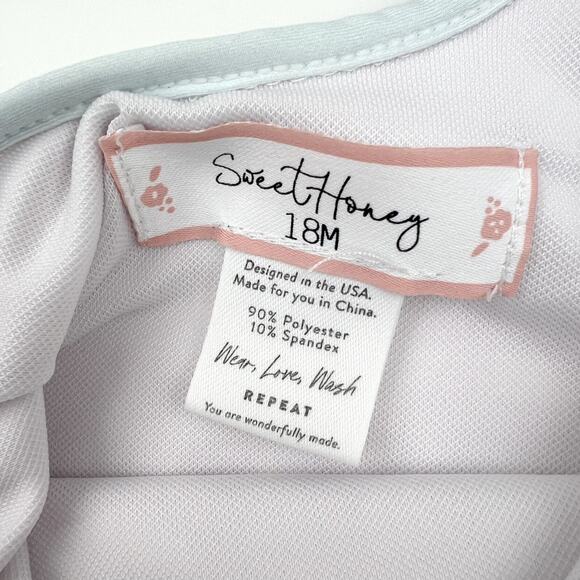 Sweet Honey
18M
Designed in the USA.
Made for you in China.
90% Polyester
10% Spandex
Wear, Love, Wash
REPEAT
You are wonderfully made.